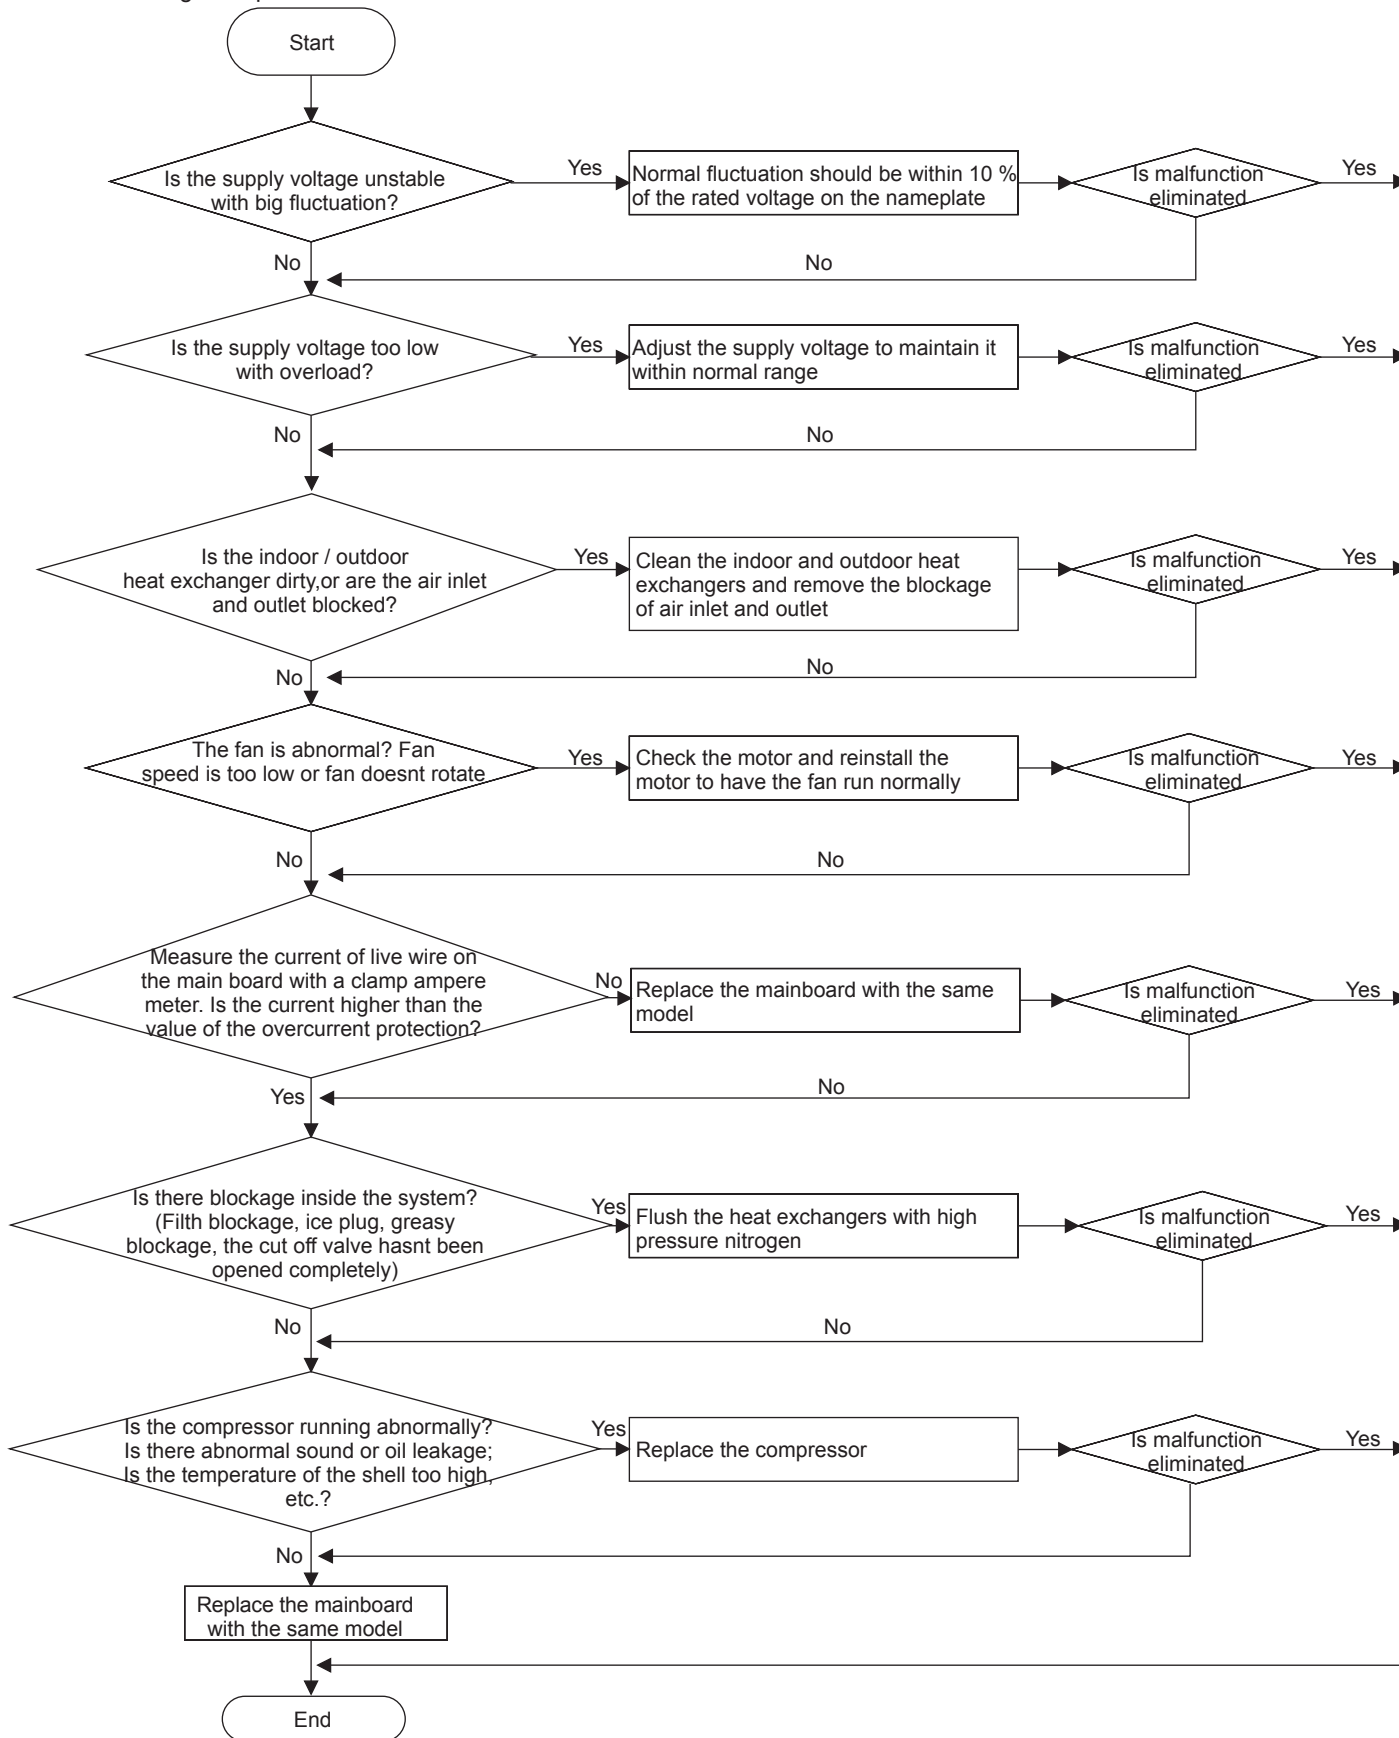 Start
Is the supply voltage unstable
with big fluctuation?
Yes
Normal fluctuation should be within 10 %
of the rated voltage on the nameplate
Is malfunction
eliminated
Yes
No
No
Is the supply voltage too low
with overload?
Yes
Adjust the supply voltage to maintain it
within normal range
Is malfunction
eliminated
Yes
No
No
Is the indoor / outdoor
heat exchanger dirty,or are the air inlet
and outlet blocked?
Yes
Clean the indoor and outdoor heat
exchangers and remove the blockage
of air inlet and outlet
Is malfunction
eliminated
Yes
No
No
The fan is abnormal? Fan
speed is too low or fan doesnt rotate
Yes
Check the motor and reinstall the
motor to have the fan run normally
Is malfunction
eliminated
Yes
No
No
Measure the current of live wire on
the main board with a clamp ampere
meter. Is the current higher than the
value of the overcurrent protection?
No
Replace the mainboard with the same
model
Is malfunction
eliminated
Yes
Yes
No
Is there blockage inside the system?
(Filth blockage, ice plug, greasy
blockage, the cut off valve hasnt been
opened completely)
Yes
Flush the heat exchangers with high
pressure nitrogen
Is malfunction
eliminated
Yes
No
No
Is the compressor running abnormally?
Is there abnormal sound or oil leakage;
Is the temperature of the shell too high,
etc.?
Yes
Replace the compressor
Is malfunction
eliminated
Yes
No
Replace the mainboard
with the same model
End